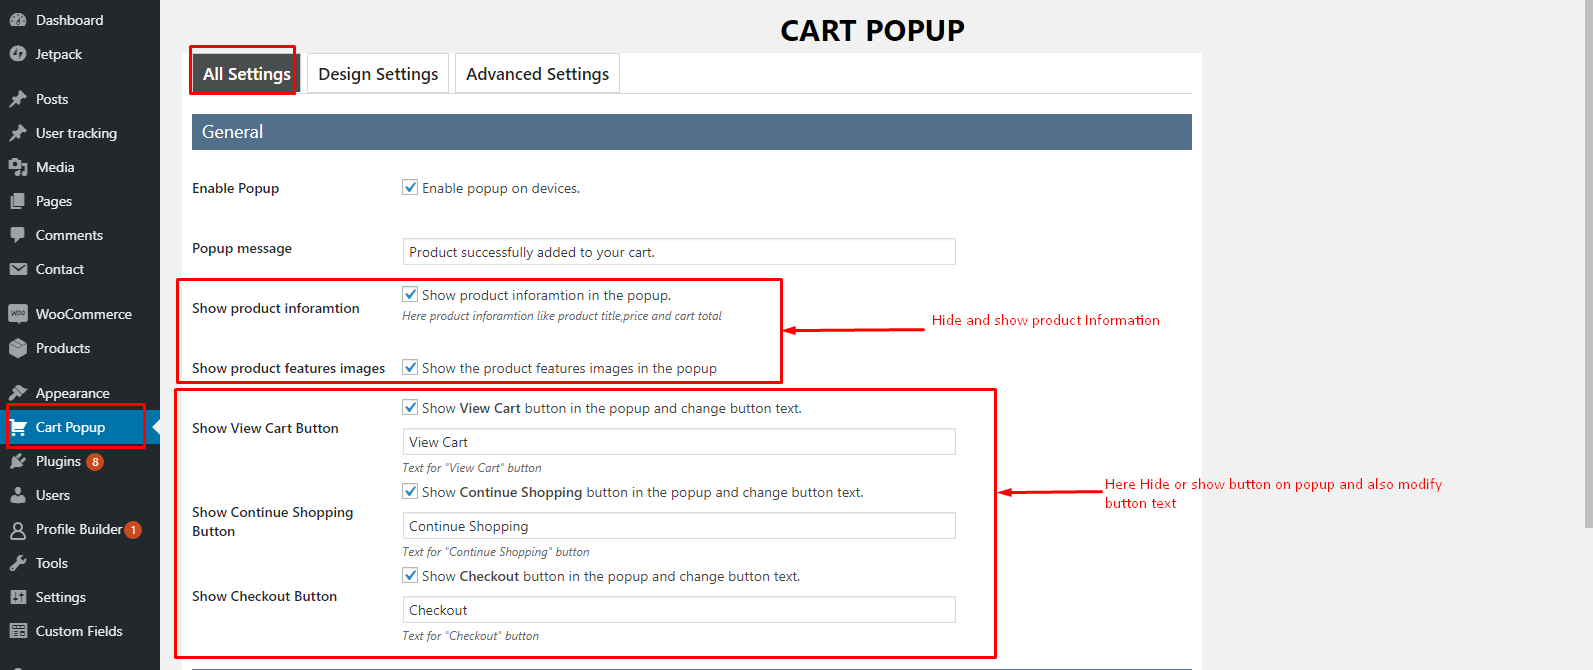 Dashboard
Jetpack
Posts
User tracking
Media
Pages
Comments
Contact
WooCommerce
Products
Appearance
Cart Popup
Plugins 8
Users
Profile Builder 1
Tools
Settings
Custom Fields
CART POPUP
All Settings Design Settings Advanced Settings
General
Enable Popup Enable popup on devices.
Popup message Product successfully added to your cart.
Show product inforamtion Show product inforamtion in the popup.
Here product inforamtion like product title,price and cart total
Hide and show product Information
Show product features images Show the product features images in the popup
Show View Cart button in the popup and change button text.
Show View Cart Button
View Cart
Text for "View Cart" button
Show Continue Shopping button in the popup and change button text.
Show Continue Shopping
Button
Continue Shopping
Text for "Continue Shopping" button
Here Hide or show button on popup and also modify
button text
Show Checkout button in the popup and change button text.
Show Checkout Button
Checkout
Text for "Checkout" button